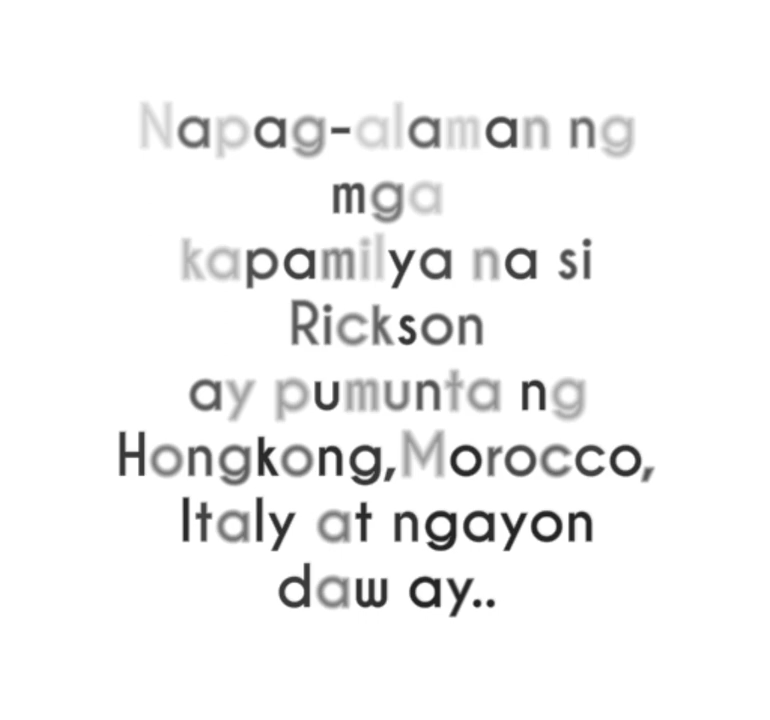 Napag-alaman ng
mga
kapamilya na si
Rickson
ay pumunta ng
Hongkong,Morocco,
Italy at ngayon
daw ay..